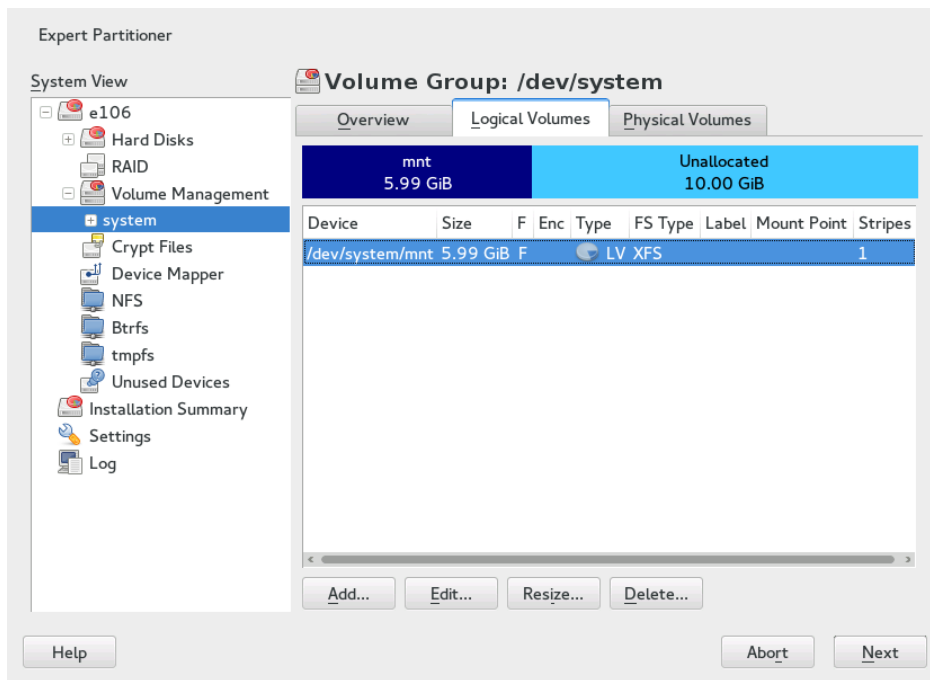 Expert Partitioner
System View
e106
Hard Disks
RAID
Volume Management
system
Crypt Files
Device Mapper
NFS
Btrfs
tmpfs
Unused Devices
Installation Summary
Settings
Log
Volume Group: /dev/system
Overview Logical Volumes Physical Volumes
mnt Unallocated
5.99 GiB 10.00 GiB
Device Size F Enc Type FS Type Label Mount Point Stripes
/dev/system/mnt 5.99 GiB F LV XFS 1
Add... Edit... Resize... Delete...
Help Abort Next